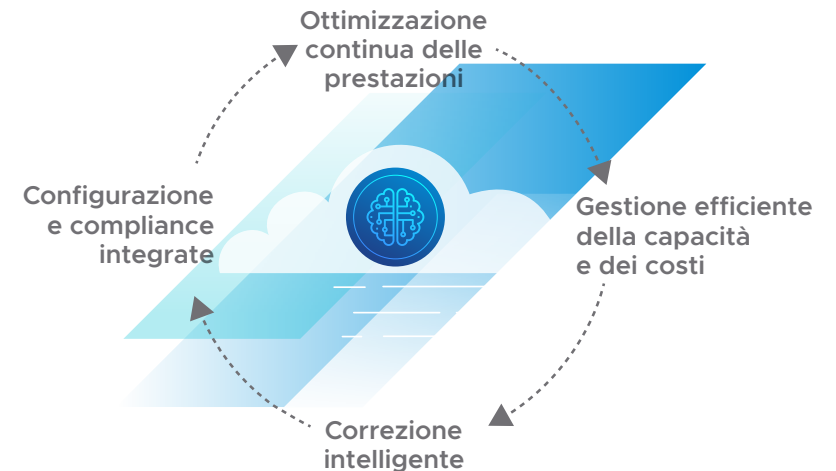 Ottimizzazione
continua delle
prestazioni
Configurazione
e compliance
integrate
Gestione efficiente
della capacità
e dei costi
Correzione
intelligente